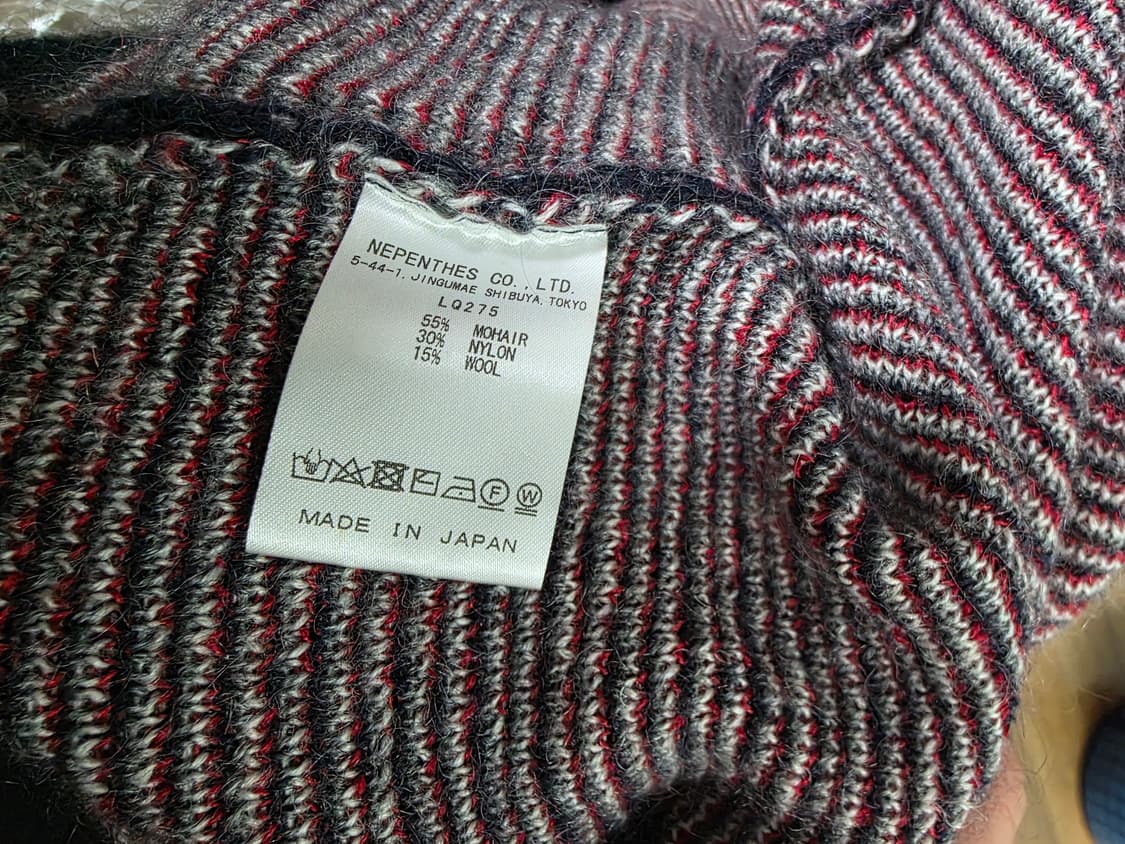 NEPENTHES CO.,LTD.
5-44-1, JINGUMAE SHIBUYA, TOKYO
LQ275
55% MOHAIR
30% NYLON
15% WOOL
F W
MADE IN JAPAN